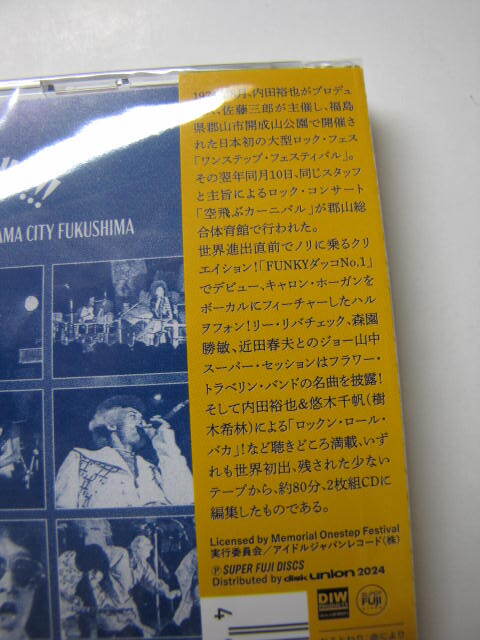 !!!
AMA CITY FUKUSHIMA
月、内田裕也がプロデュ
、佐藤三郎が主催し、福島
県郡山市開成山公園で開催さ
れた日本初の大型ロック・フェス
「ワンステップ・フェスティバル」。
その翌年同月10日、同じスタッフ
と主旨によるロック・コンサート
「空飛ぶカーニバル」が郡山総
合体育館で行われた。
世界進出直前でノリに乗るクリ
エイション!「FUNKYダッコNo.1」
でデビュー、キャロン・ホーガンを
ボーカルにフィーチャーしたハル
ヲフォン!リー・リバチェック、森園
勝敏、近田春夫とのジョー山中
スーパー・セッションはフラワー・
トラベリン・バンドの名曲を披露!
そして内田裕也&悠木千帆(樹
木希林)による「ロックン・ロール・
バカ」!など聴きどころ満載、いず
れも世界初出、残された少ない
テープから、約80分、2枚組CDに
編集したものである。
Licensed by Memorial Onestep Festival
実行委員会/アイドルジャパンレコード(株)
Ⓟ SUPER FUJI DISCS
Distributed by disk union 2024
DIW
SUPER FUJI
4